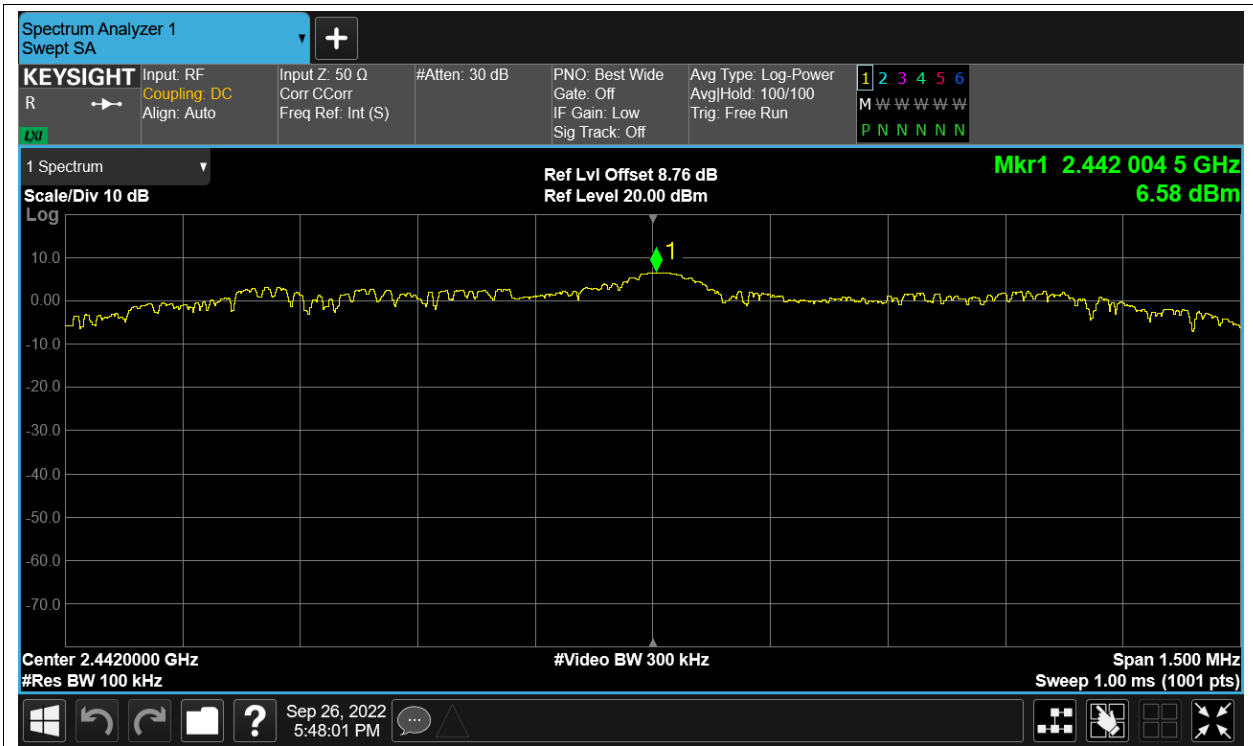 Spectrum Analyzer 1
Swept SA
KEYSIGHT
R
LXI
Input: RF
Coupling: DC
Align: Auto
Input Z: 50 Ω
Corr CCorr
Freq Ref: Int (S)
#Atten: 30 dB
PNO: Best Wide
Gate: Off
IF Gain: Low
Sig Track: Off
Avg Type: Log-Power
Avg|Hold: 100/100
Trig: Free Run
1 2 3 4 5 6
M W W W W W
P N N N N N
1 Spectrum
Scale/Div 10 dB
Log
Ref Lvl Offset 8.76 dB
Ref Level 20.00 dBm
Mkr1 2.442 004 5 GHz
6.58 dBm
1
10.0
0.00
-10.0
-20.0
-30.0
-40.0
-50.0
-60.0
-70.0
Center 2.4420000 GHz
#Res BW 100 kHz
#Video BW 300 kHz
Span 1.500 MHz
Sweep 1.00 ms (1001 pts)
?
Sep 26, 2022
5:48:01 PM